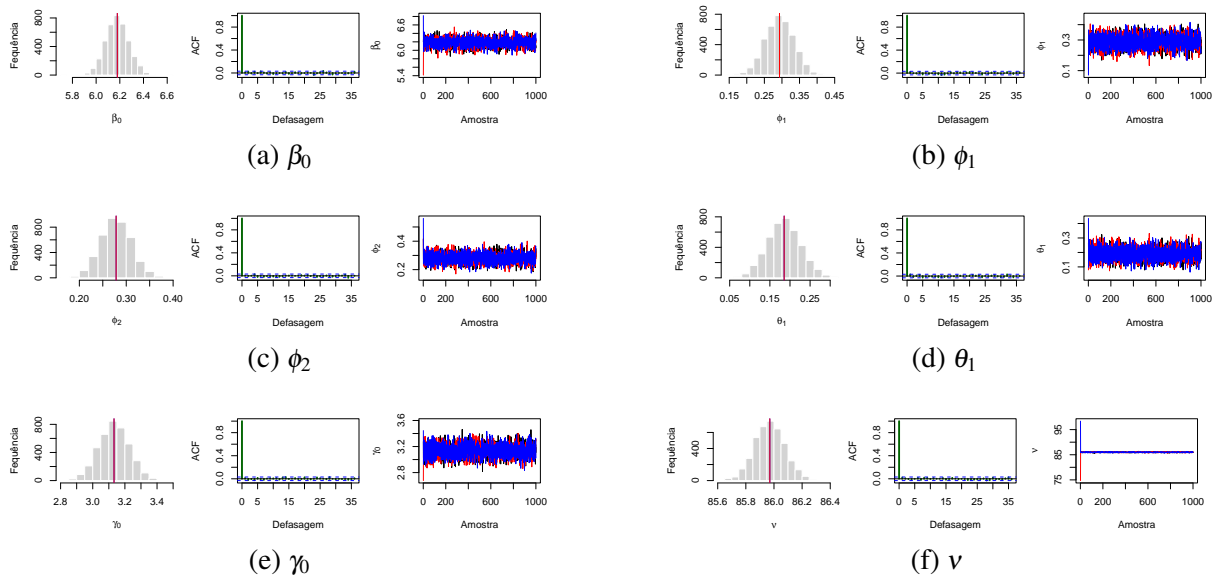 Fequência
0 400 800
5.8 6.0 6.2 6.4 6.6
β0
ACF
0.0 0.4 0.8
0 5 15 25 35
Defasagem
β0
5.4 6.0 6.6
0 200 600 1000
Amostra
(a) β0
Fequência
0 400 800
0.15 0.25 0.35 0.45
ϕ1
ACF
0.0 0.4 0.8
0 5 15 25 35
Defasagem
ϕ1
0.1 0.3
0 200 600 1000
Amostra
(b) ϕ1
Fequência
0 400 800
0.20 0.30 0.40
ϕ2
ACF
0.0 0.4 0.8
0 5 15 25 35
Defasagem
ϕ2
0.2 0.4
0 200 600 1000
Amostra
(c) ϕ2
Fequência
0 400 800
0.05 0.15 0.25
θ1
ACF
0.0 0.4 0.8
0 5 15 25 35
Defasagem
θ1
0.1 0.3
0 200 600 1000
Amostra
(d) θ1
Fequência
0 400 800
2.8 3.0 3.2 3.4
γ0
ACF
0.0 0.4 0.8
0 5 15 25 35
Defasagem
γ0
2.8 3.2 3.6
0 200 600 1000
Amostra
(e) γ0
Fequência
0 400
85.6 86.0 86.4
ν
ACF
0.0 0.4 0.8
0 5 15 25 35
Defasagem
ν
75 85 95
0 200 600 1000
Amostra
(f) ν